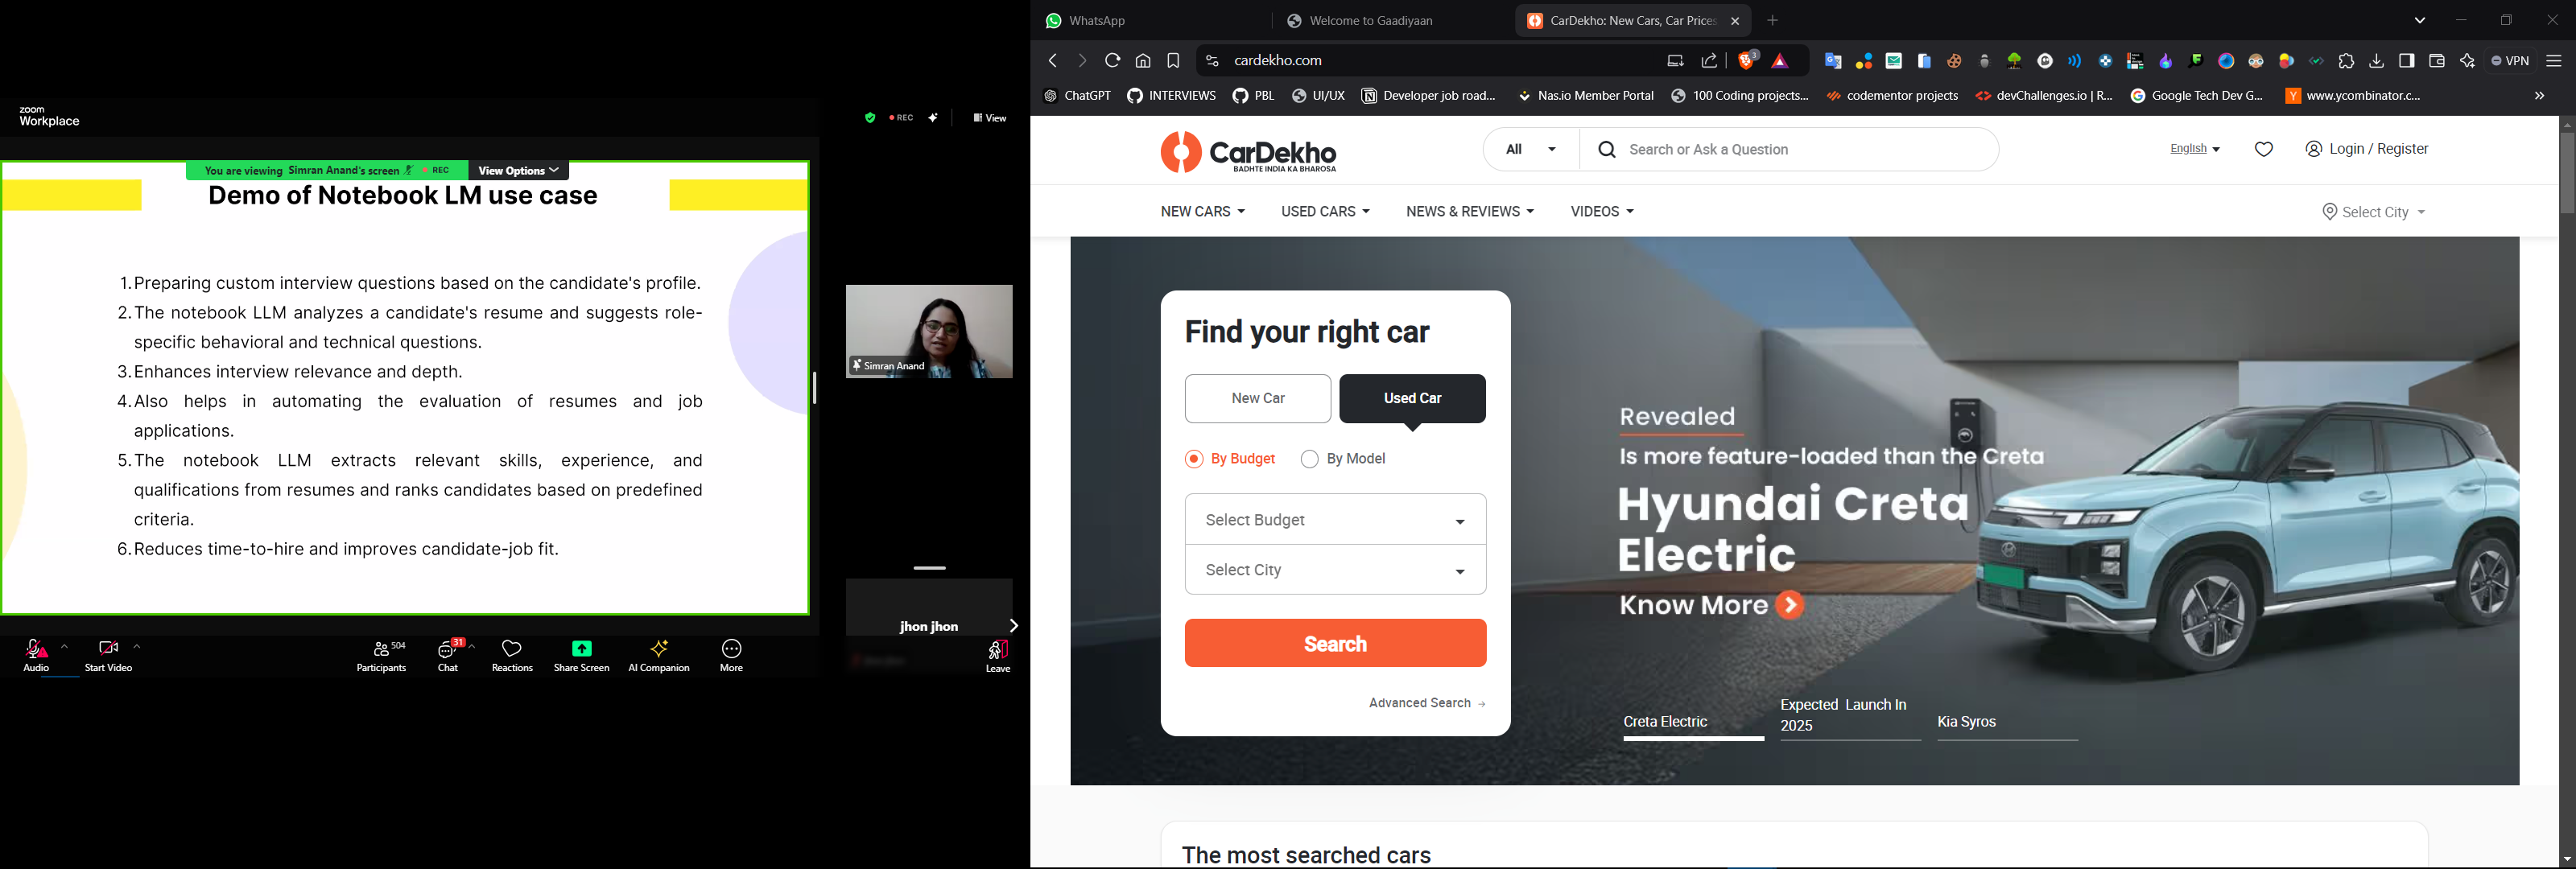 zoom
Workplace
REC
View
You are viewing Simran Anand's screen
REC
View Options
Demo of Notebook LM use case
1. Preparing custom interview questions based on the candidate's profile.
2. The notebook LLM analyzes a candidate's resume and suggests role-
specific behavioral and technical questions.
3. Enhances interview relevance and depth.
4. Also helps in automating the evaluation of resumes and job
applications.
5. The notebook LLM extracts relevant skills, experience, and
qualifications from resumes and ranks candidates based on predefined
criteria.
6. Reduces time-to-hire and improves candidate-job fit.
Simran Anand
jhon jhon
Audio
Start Video
504
Participants
31
Chat
Reactions
Share Screen
AI Companion
More
Leave
WhatsApp
Welcome to Gaadiyaan
CarDekho: New Cars, Car Prices
cardekho.com
3
VPN
ChatGPT
INTERVIEWS
PBL
UI/UX
Developer job road...
Nas.io Member Portal
100 Coding projects...
codementor projects
devChallenges.io | R...
Google Tech Dev G...
www.ycombinator.c...
CarDekho
BADHTE INDIA KA BHAROSA
All
Search or Ask a Question
English
Login / Register
NEW CARS
USED CARS
NEWS & REVIEWS
VIDEOS
Select City
Find your right car
New Car
Used Car
By Budget
By Model
Select Budget
Select City
Search
Advanced Search
Revealed
Is more feature-loaded than the Creta
Hyundai Creta
Electric
Know More
Creta Electric
Expected Launch In
2025
Kia Syros
The most searched cars